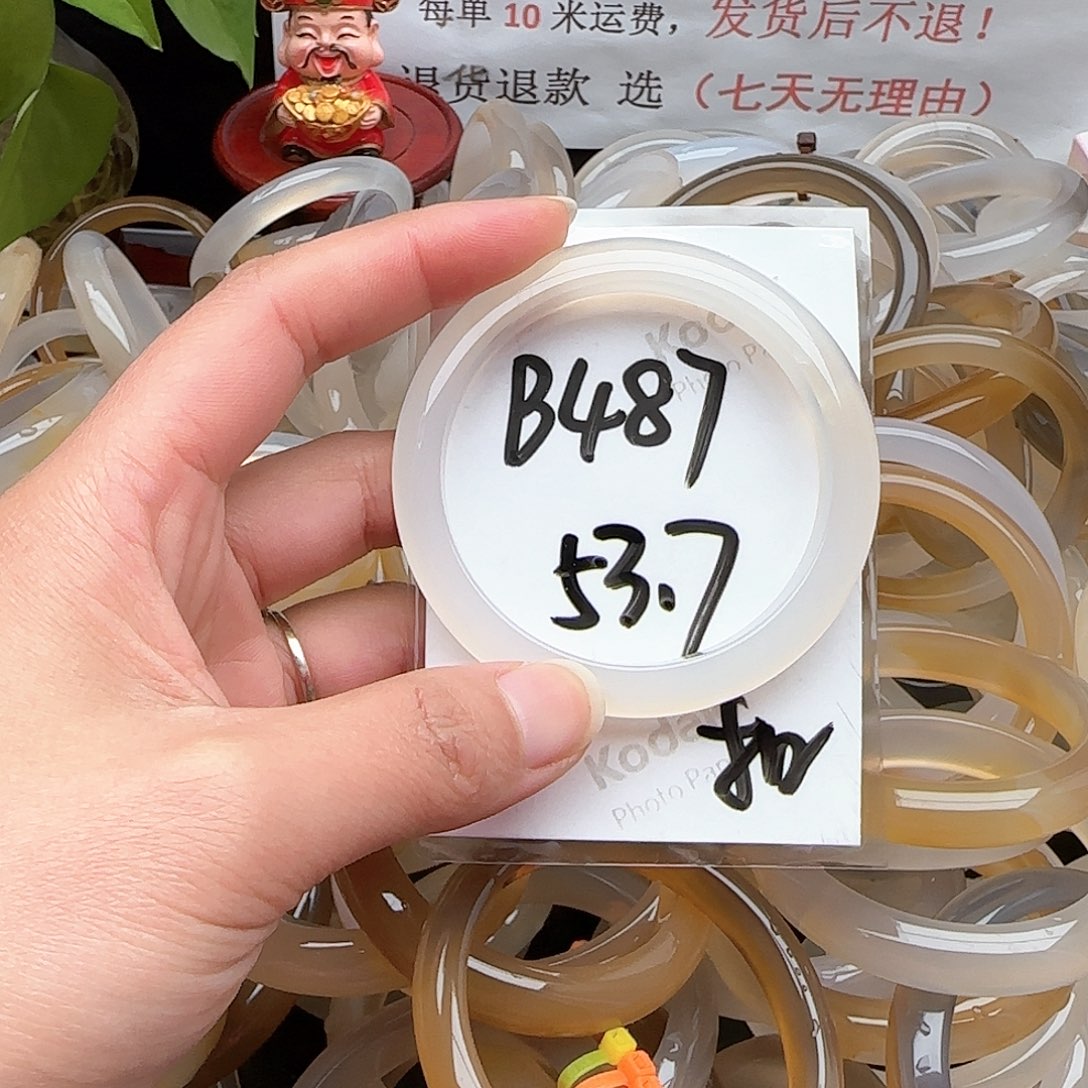 每单 10 米运费，发货后不退！
退货退款 选 （七天无理由）
Kod
Photo Pa
B487
53.7
Koda
Photo Pap